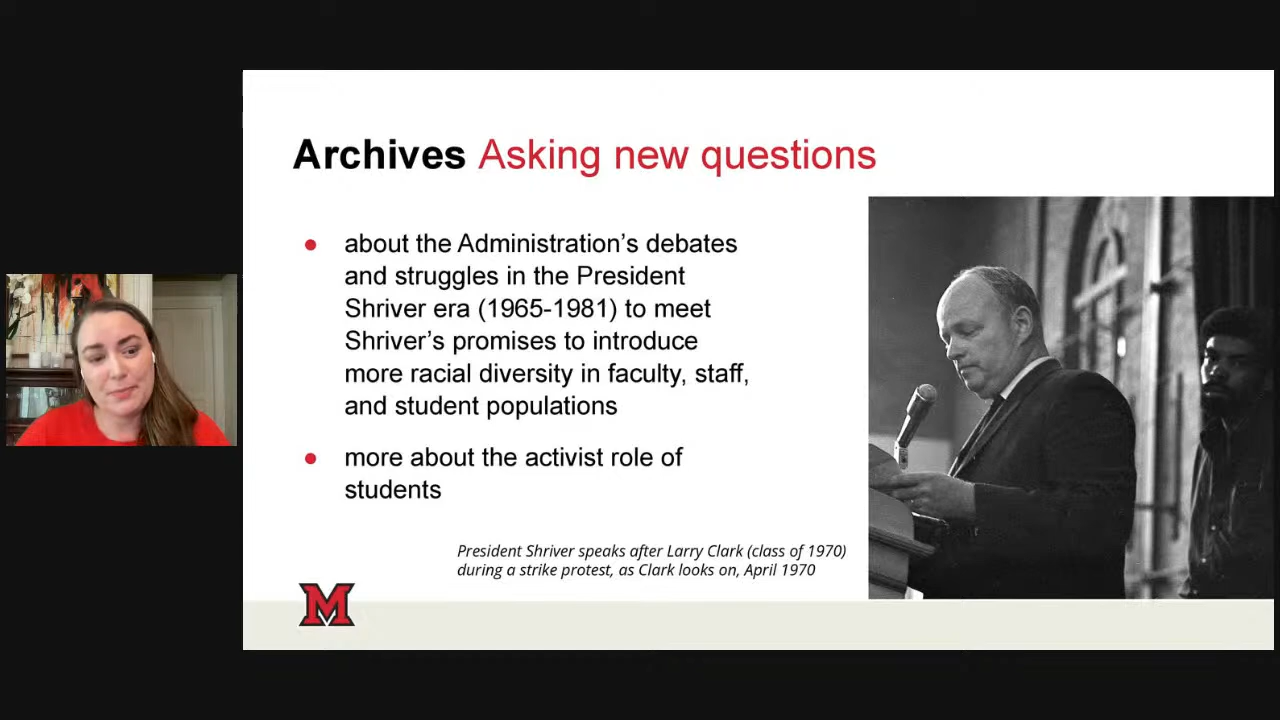 Archives Asking new questions
● about the Administration’s debates
and struggles in the President
Shriver era (1965-1981) to meet
Shriver’s promises to introduce
more racial diversity in faculty, staff,
and student populations
● more about the activist role of
students
President Shriver speaks after Larry Clark (class of 1970)
during a strike protest, as Clark looks on, April 1970
M